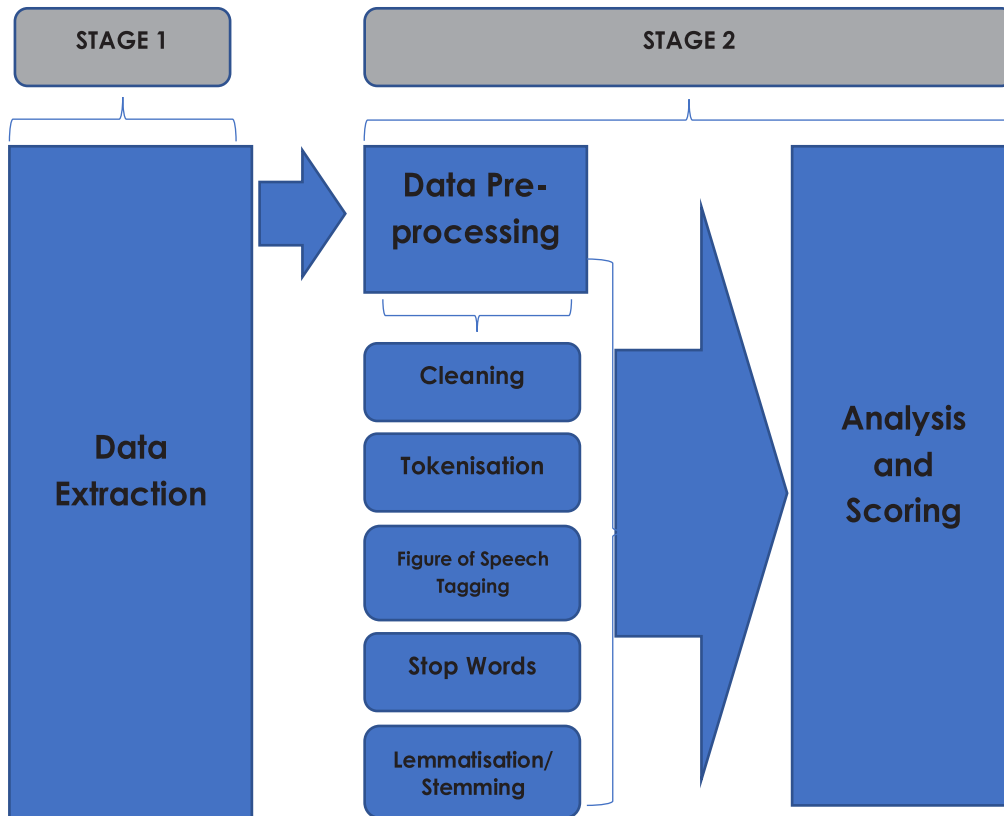 STAGE 1
STAGE 2
Data
Extraction
Data Pre-
processing
Cleaning
Tokenisation
Figure of Speech
Tagging
Stop Words
Lemmatisation/
Stemming
Analysis
and
Scoring